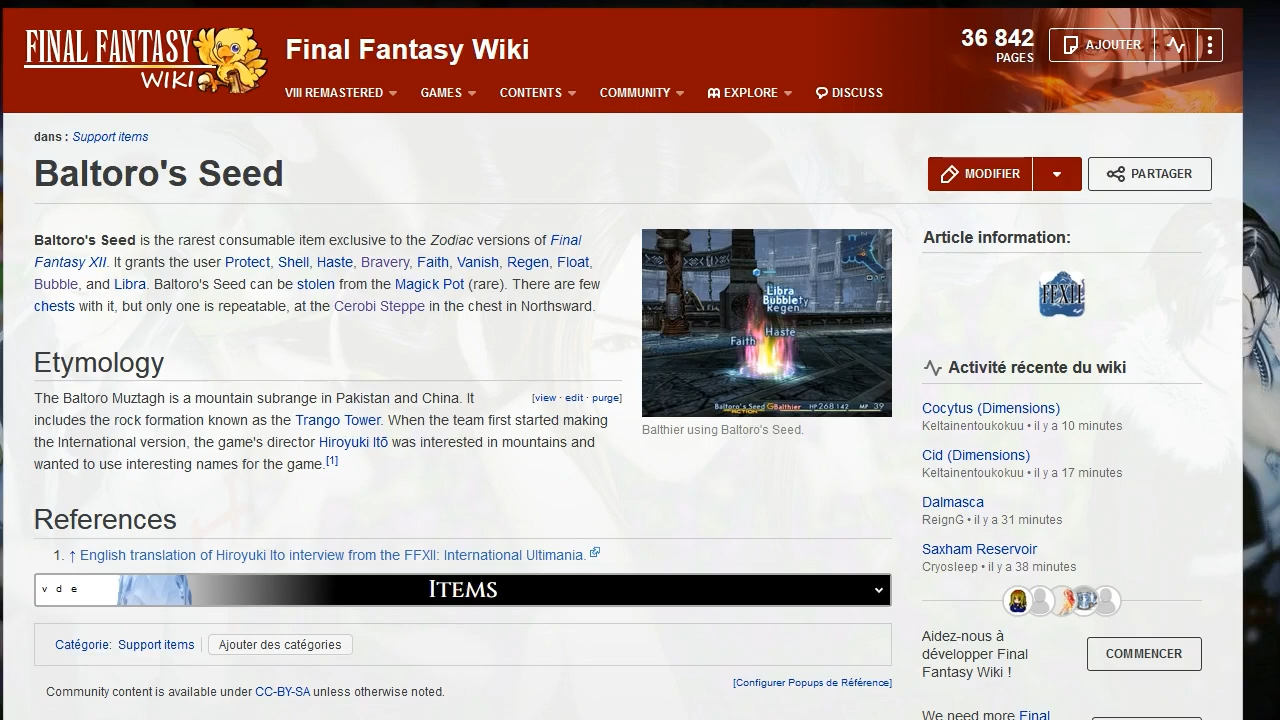 FINAL FANTASY
WIKI
Final Fantasy Wiki
36 842
PAGES
AJOUTER
VIII REMASTERED
GAMES
CONTENTS
COMMUNITY
EXPLORE
DISCUSS
dans : Support items
Baltoro's Seed
MODIFIER
PARTAGER
Baltoro's Seed is the rarest consumable item exclusive to the Zodiac versions of Final
Fantasy XII. It grants the user Protect, Shell, Haste, Bravery, Faith, Vanish, Regen, Float,
Bubble, and Libra. Baltoro's Seed can be stolen from the Magick Pot (rare). There are few
chests with it, but only one is repeatable, at the Cerobi Steppe in the chest in Northsward.
Etymology
[view · edit · purge]
The Baltoro Muztagh is a mountain subrange in Pakistan and China. It
includes the rock formation known as the Trango Tower. When the team first started making
the International version, the game's director Hiroyuki Itō was interested in mountains and
wanted to use interesting names for the game.[1]
Libra
Bubble
Regen
Haste
Faith
Baltoro's Seed Balthier HP 268142 MP 39
ACTION
Balthier using Baltoro's Seed.
References
1. ↑ English translation of Hiroyuki Ito interview from the FFXII: International Ultimania.
v d e
ITEMS
Catégorie: Support items
Ajouter des catégories
Community content is available under CC-BY-SA unless otherwise noted.
[Configurer Popups de Référence]
Article information:
FFXII
Activité récente du wiki
Cocytus (Dimensions)
Keltainentoukokuu • il y a 10 minutes
Cid (Dimensions)
Keltainentoukokuu • il y a 17 minutes
Dalmasca
ReignG • il y a 31 minutes
Saxham Reservoir
Cryosleep • il y a 38 minutes
Aidez-nous à
développer Final
Fantasy Wiki !
COMMENCER
We need more Final